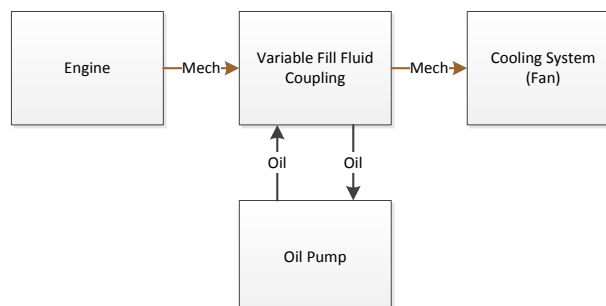 Engine
Mech
Variable Fill Fluid
Coupling
Mech
Cooling System
(Fan)
Oil
Oil
Oil Pump